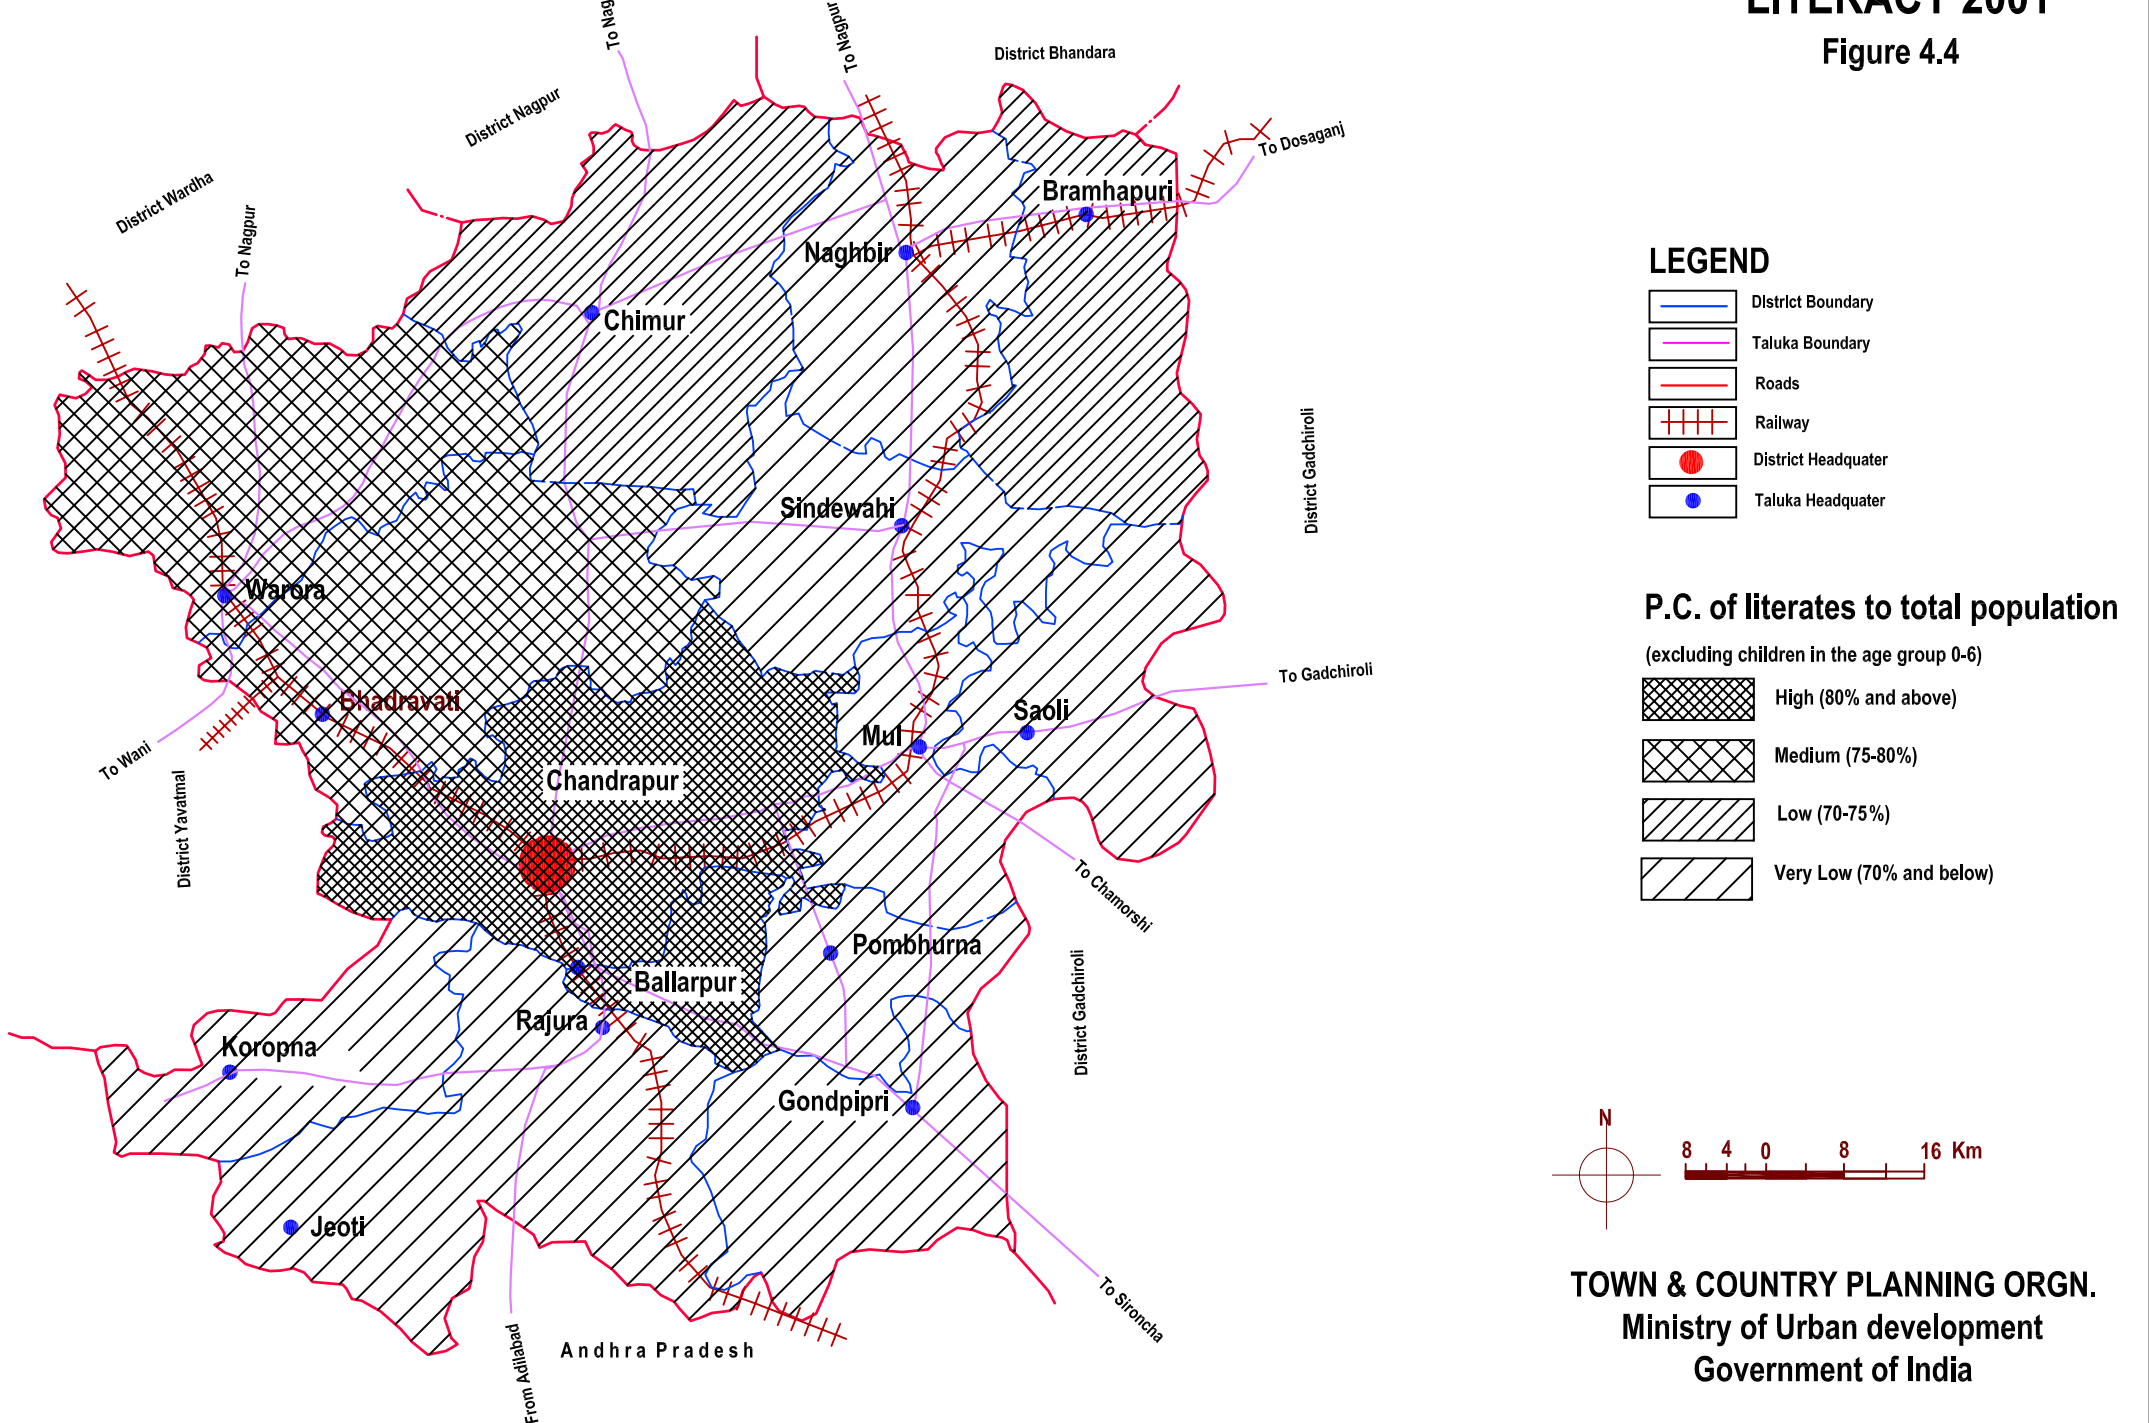 LITERACY 2001
Figure 4.4
District Bhandara
To Nagpur
District Nagpur
District Wardha
To Nagpur
To Dosaganj
Bramhapuri
Naghbir
Chimur
Sindewahi
District Gadchiroli
Warora
Bhadravati
To Wani
District Yavatmal
Chandrapur
Mul
Saoli
To Gadchiroli
To Chamorshi
Pombhurna
Ballarpur
Rajura
Koropna
Gondpipri
District Gadchiroli
Jeoti
To Sironcha
From Adilabad
Andhra Pradesh
LEGEND
District Boundary
Taluka Boundary
Roads
Railway
District Headquater
Taluka Headquater
P.C. of literates to total population
(excluding children in the age group 0-6)
High (80% and above)
Medium (75-80%)
Low (70-75%)
Very Low (70% and below)
N
8 4 0 8 16 Km
TOWN & COUNTRY PLANNING ORGN.
Ministry of Urban development
Government of India